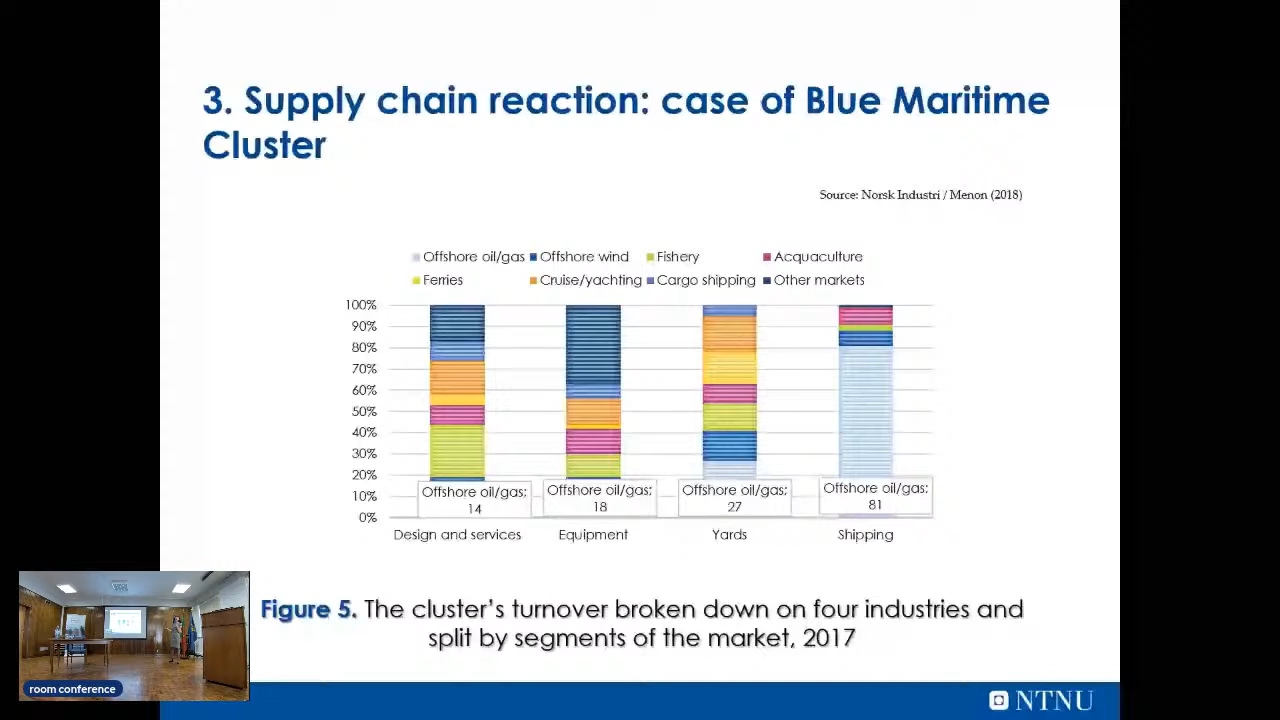 3. Supply chain reaction: case of Blue Maritime
Cluster
Source: Norsk Industri / Menon (2018)
Offshore oil/gas Offshore wind Fishery Acquaculture
Ferries Cruise/yachting Cargo shipping Other markets
100%
90%
80%
70%
60%
50%
40%
30%
20%
10%
0%
Offshore oil/gas;
14
Offshore oil/gas;
18
Offshore oil/gas;
27
Offshore oil/gas;
81
Design and services Equipment Yards Shipping
Figure 5. The cluster's turnover broken down on four industries and
split by segments of the market, 2017
room conference
NTNU